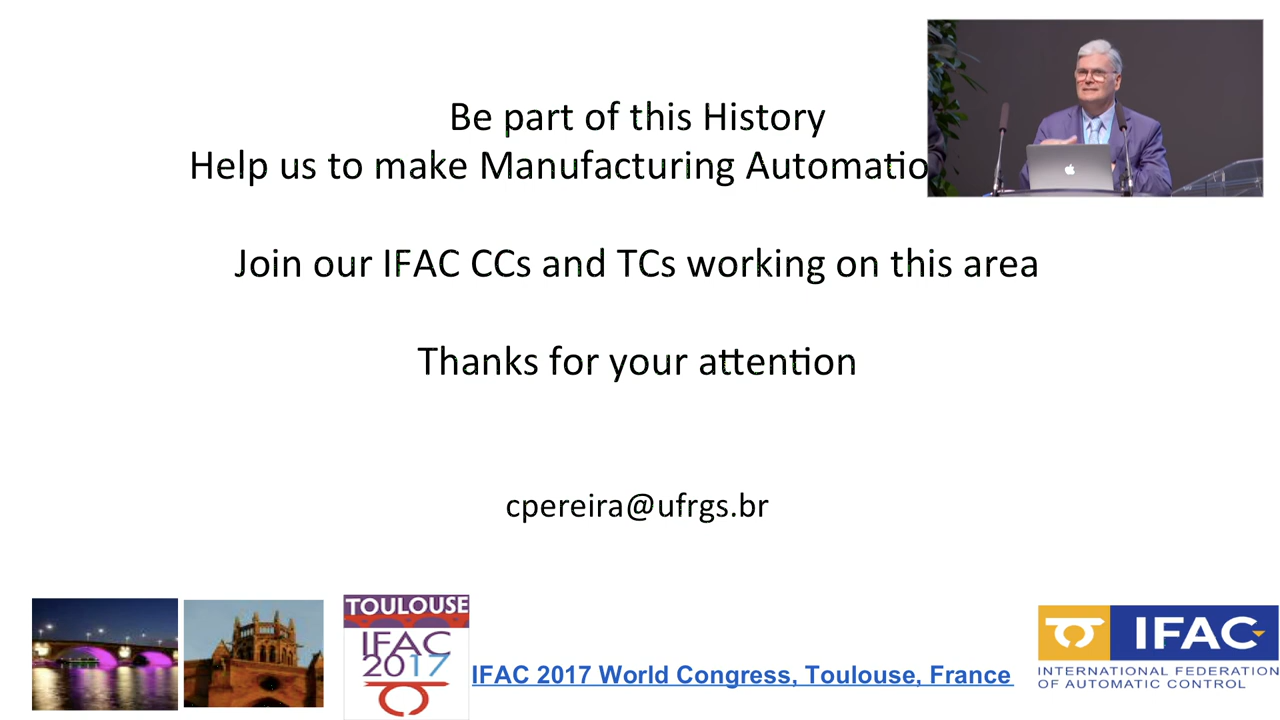 Be part of this History
Help us to make Manufacturing Automatio
Join our IFAC CCs and TCs working on this area
Thanks for your attention
cpereira@ufrgs.br
TOULOUSE
IFAC
2017
IFAC 2017 World Congress, Toulouse, France
IFAC
INTERNATIONAL FEDERATION
OF AUTOMATIC CONTROL